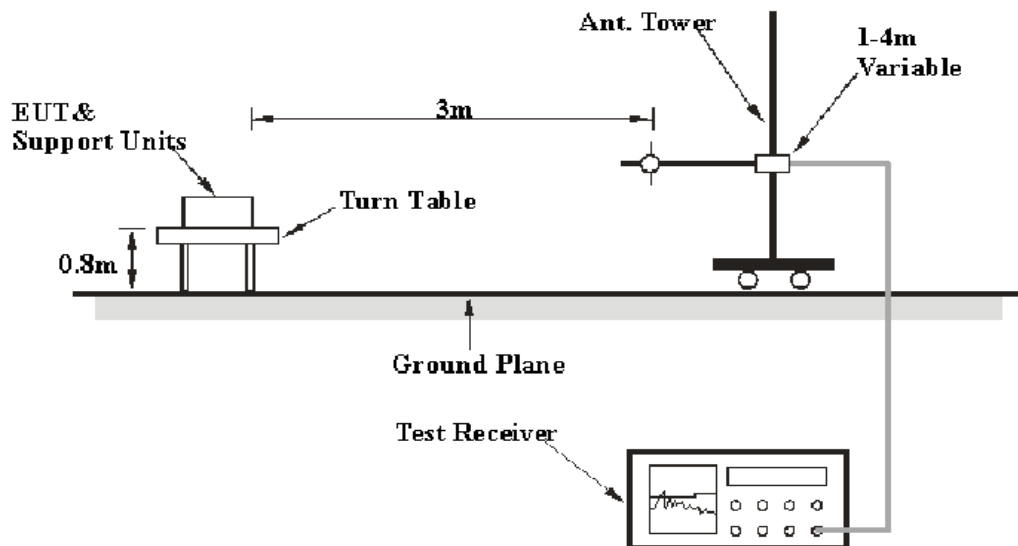 Ant. Tower
1-4m
Variable
3m
EUT&
Support Units
Turn Table
0.8m
Ground Plane
Test Receiver